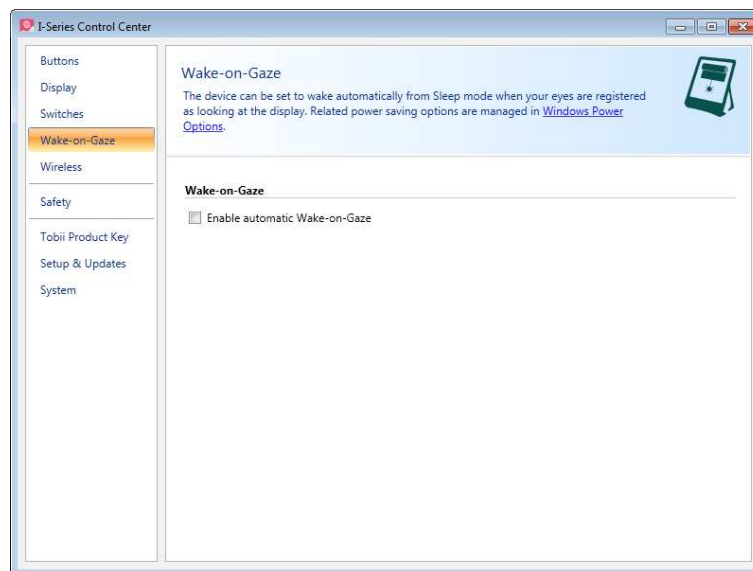 I-Series Control Center
Buttons
Display
Switches
Wake-on-Gaze
Wireless
Safety
Tobii Product Key
Setup & Updates
System
Wake-on-Gaze
The device can be set to wake automatically from Sleep mode when your eyes are registered
as looking at the display. Related power saving options are managed in Windows Power
Options.
Wake-on-Gaze
Enable automatic Wake-on-Gaze